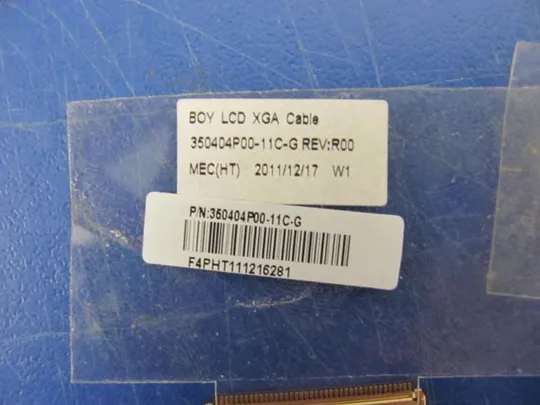 BOY LCD XGA Cable
350404P00-11C-G REV:R00
MEC(HT) 2011/12/17 W1
P/N:350404P00-11C-G
F4PHT111216281